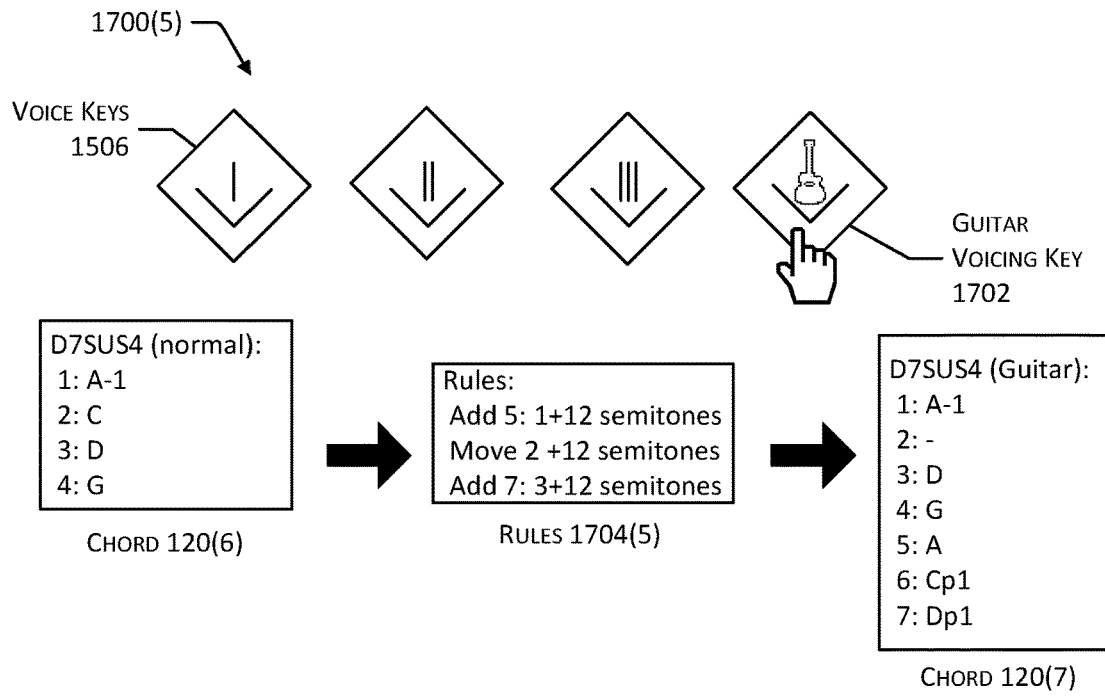 1700(5)
VOICE KEYS
1506
I
II
III
GUITAR
VOICING KEY
1702
D7SUS4 (normal):
1: A-1
2: C
3: D
4: G
CHORD 120(6)
Rules:
Add 5: 1+12 semitones
Move 2 +12 semitones
Add 7: 3+12 semitones
RULES 1704(5)
D7SUS4 (Guitar):
1: A-1
2: -
3: D
4: G
5: A
6: Cp1
7: Dp1
CHORD 120(7)